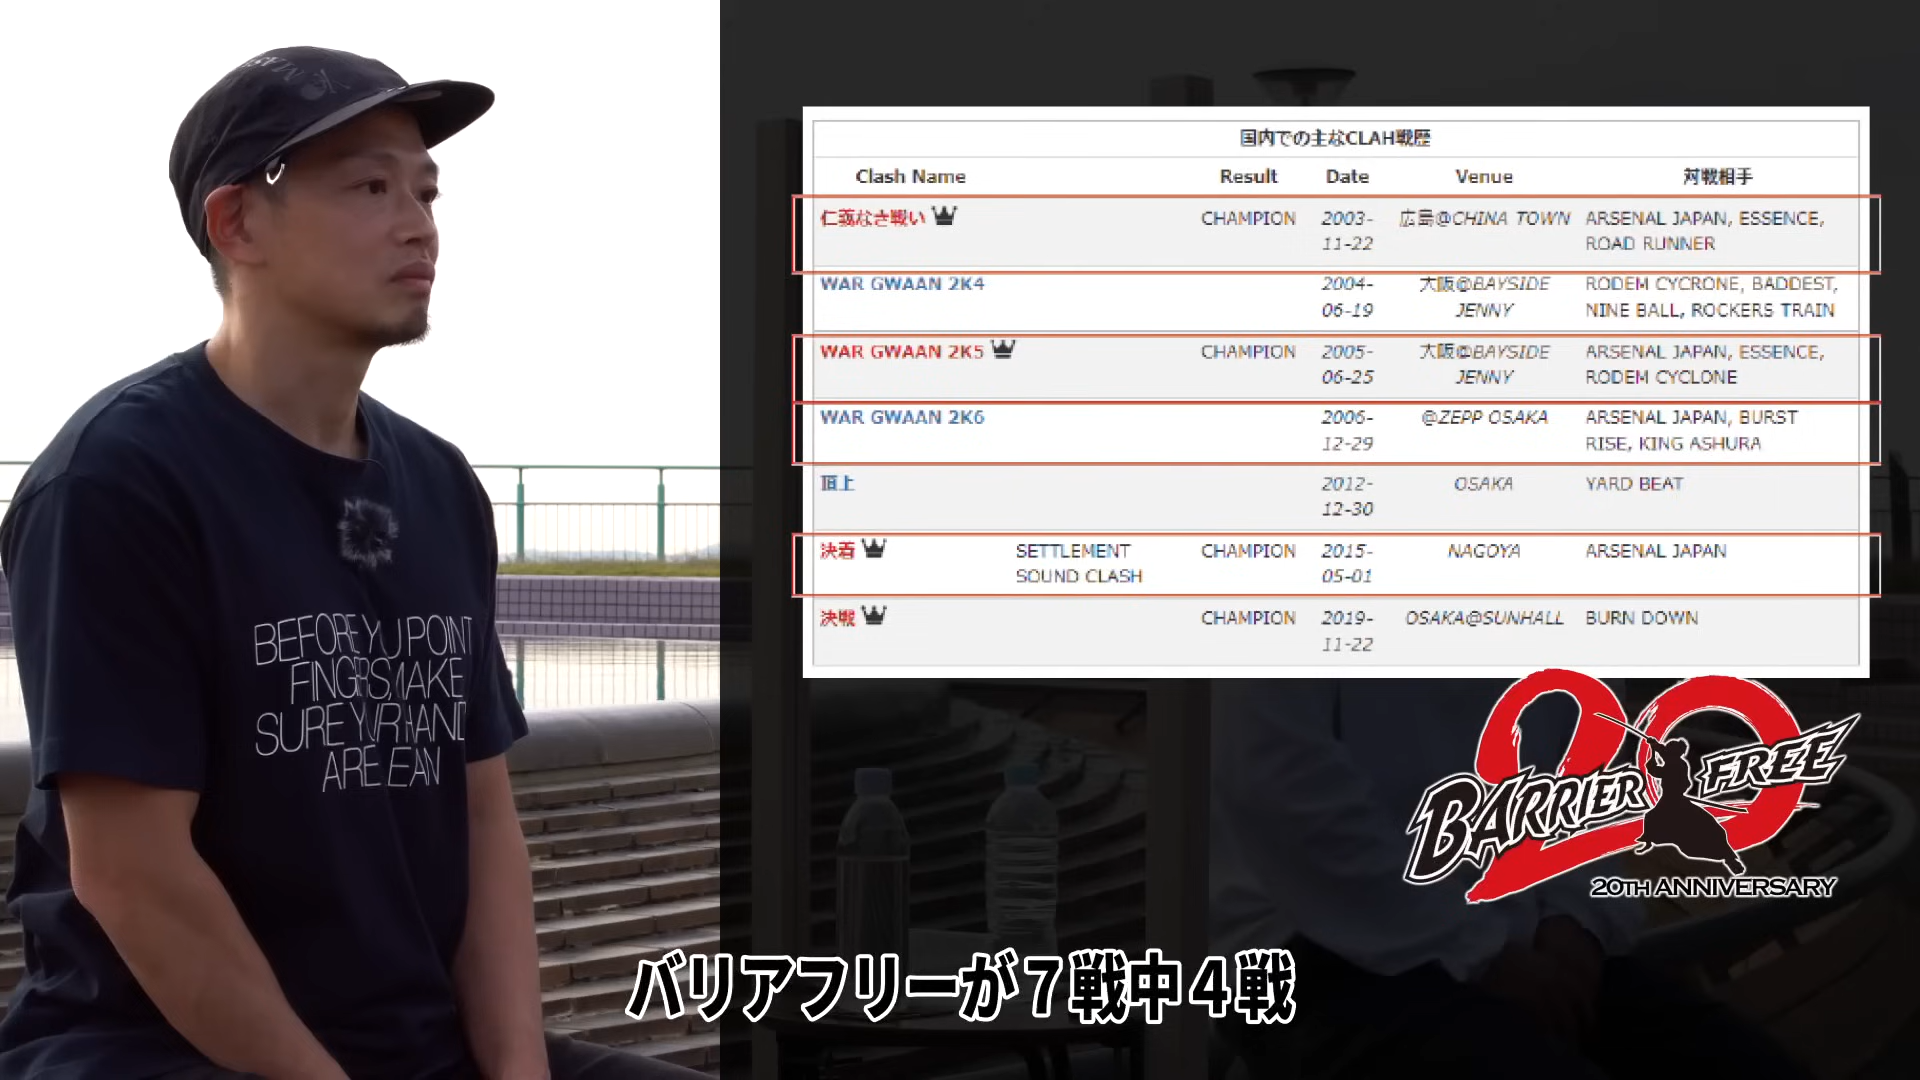 国内での主なCLAH戦歴
Clash Name Result Date Venue 対戦相手
仁義なき戦い CHAMPION 2003-11-22 広島@CHINA TOWN ARSENAL JAPAN, ESSENCE, ROAD RUNNER
WAR GWAAN 2K4 2004-06-19 大阪@BAYSIDE JENNY RODEM CYCRONE, BADDEST, NINE BALL, ROCKERS TRAIN
WAR GWAAN 2K5 CHAMPION 2005-06-25 大阪@BAYSIDE JENNY ARSENAL JAPAN, ESSENCE, RODEM CYCLONE
WAR GWAAN 2K6 2006-12-29 @ZEPP OSAKA ARSENAL JAPAN, BURST RISE, KING ASHURA
頂上 2012-12-30 OSAKA YARD BEAT
決着 SETTLEMENT SOUND CLASH CHAMPION 2015-05-01 NAGOYA ARSENAL JAPAN
決戦 CHAMPION 2019-11-22 OSAKA@SUNHALL BURN DOWN
BEFORE YOU POINT
FINGERS, MAKE
SURE YOUR HAND
ARE EAN
20
BARRIER FREE
20TH ANNIVERSARY
バリアフリーが7戦中4戦